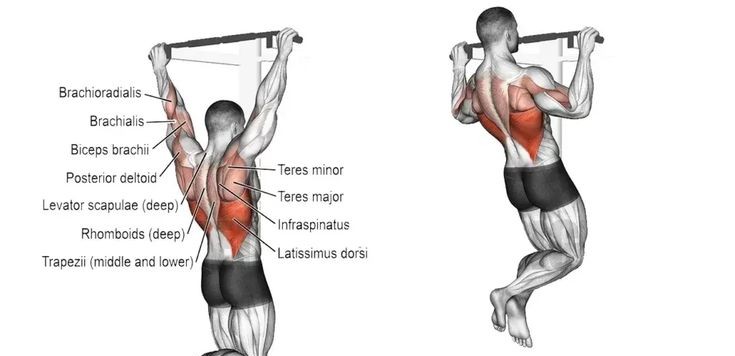 Brachioradialis
Brachialis
Biceps brachii
Posterior deltoid
Levator scapulae (deep)
Rhomboids (deep)
Trapezii (middle and lower)
Teres minor
Teres major
Infraspinatus
Latissimus dorsi